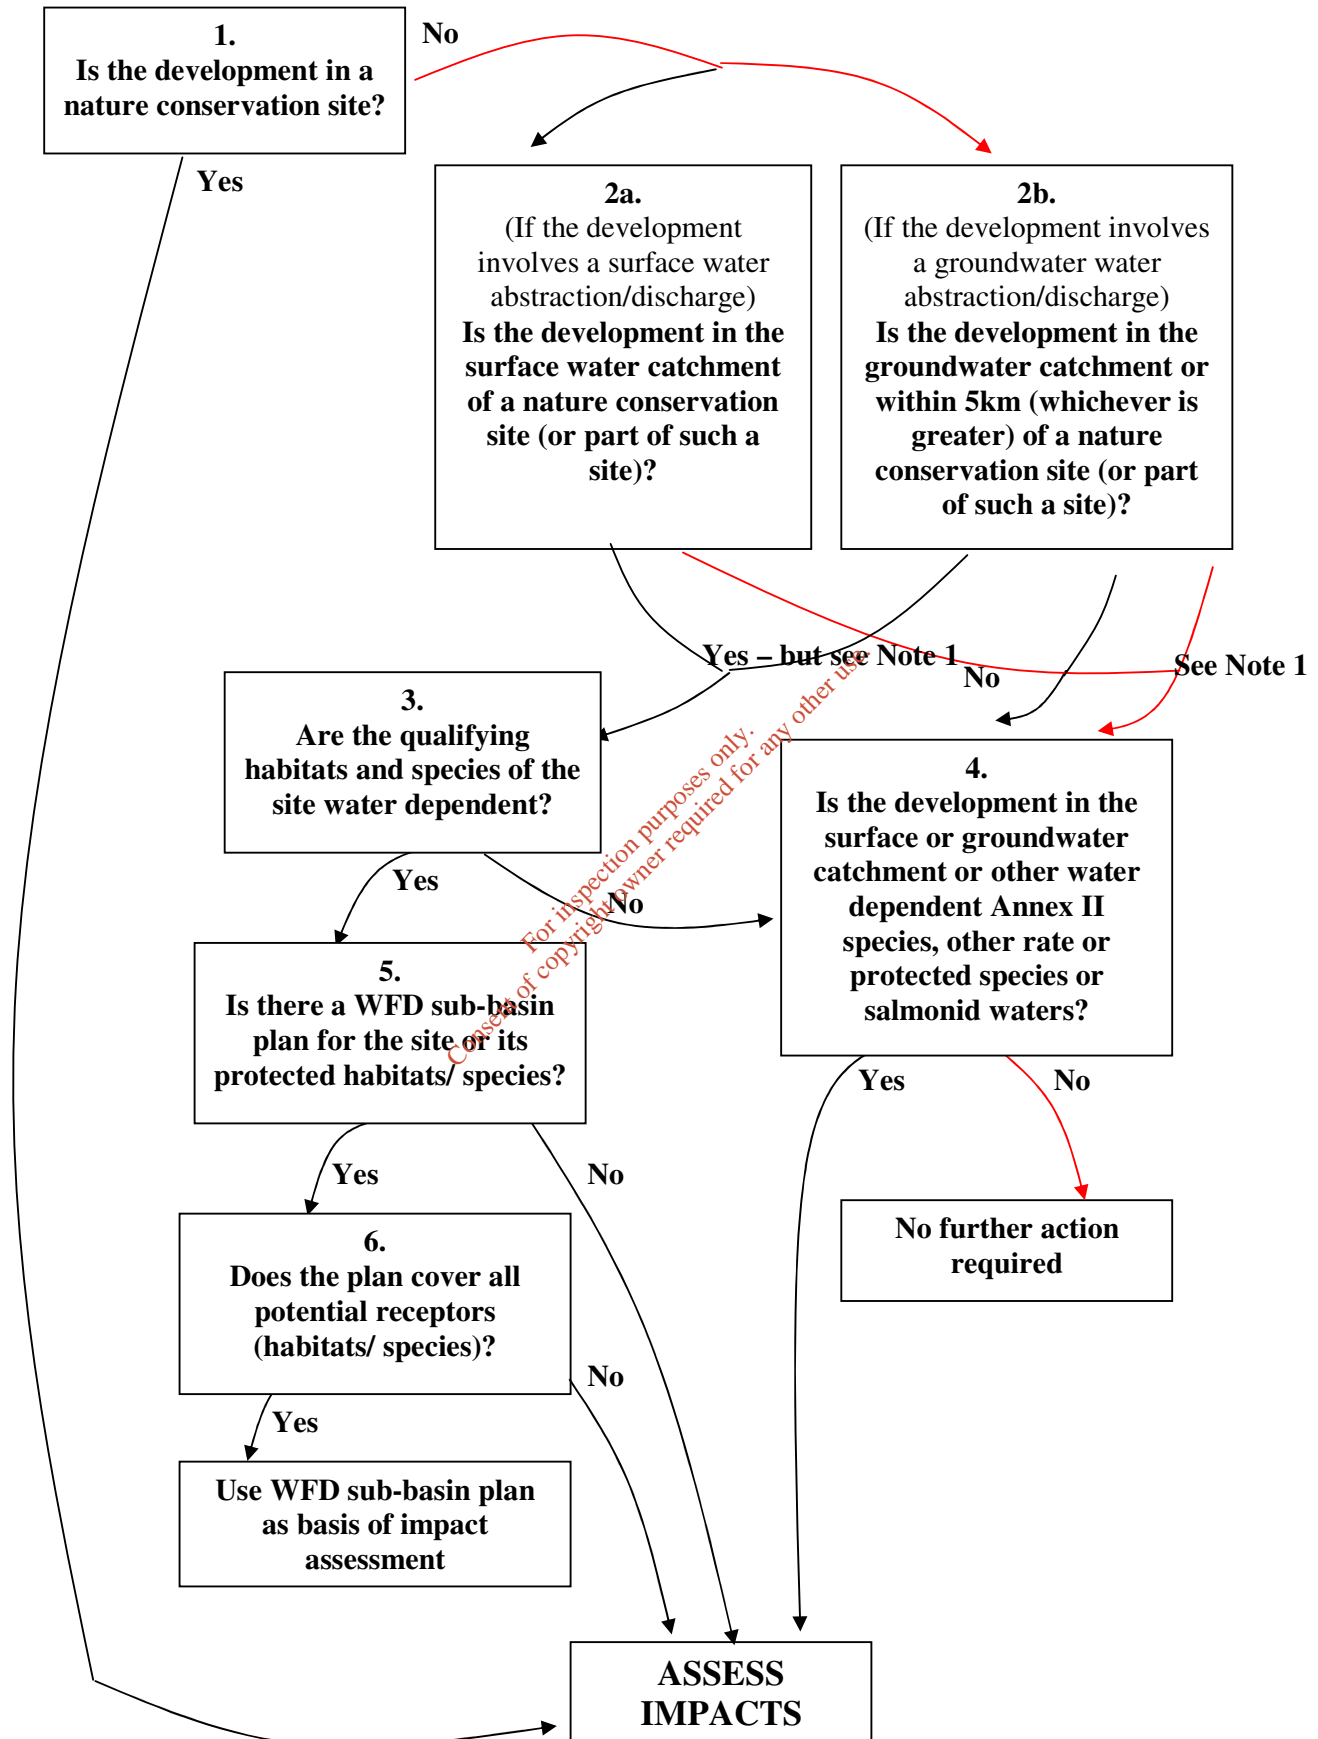 1.
Is the development in a
nature conservation site?
No
Yes
2a.
(If the development
involves a surface water
abstraction/discharge)
Is the development in the
surface water catchment
of a nature conservation
site (or part of such a
site)?
2b.
(If the development involves
a groundwater water
abstraction/discharge)
Is the development in the
groundwater catchment or
within 5km (whichever is
greater) of a nature
conservation site (or part
of such a site)?
Yes – but see Note 1
No
See Note 1
3.
Are the qualifying
habitats and species of the
site water dependent?
Yes
No
4.
Is the development in the
surface or groundwater
catchment or other water
dependent Annex II
species, other rate or
protected species or
salmonid waters?
Yes
No
5.
Is there a WFD sub-basin
plan for the site or its
protected habitats/ species?
Yes
No
No further action
required
6.
Does the plan cover all
potential receptors
(habitats/ species)?
No
Yes
Use WFD sub-basin plan
as basis of impact
assessment
ASSESS
IMPACTS
For inspection purposes only.
Consent of copyright owner required for any other use.